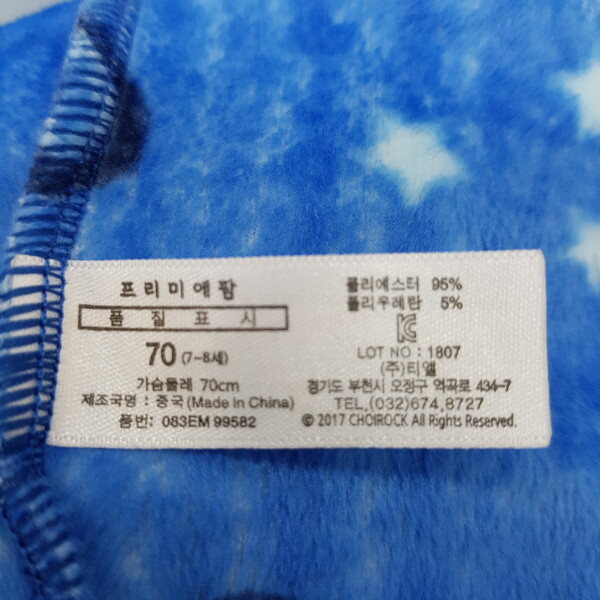 프리미에팜
품질표시
70 (7~8세)
가슴둘레 70cm
제조국명 : 중국(Made in China)
품번: 083EM 99582
폴리에스터 95%
폴리우레탄 5%
KC
LOT NO : 1807
(주)티엘
경기도 부천시 오정구 역곡로 434-7
TEL.(032)674.8727
© 2017 CHOIROCK All Rights Reserved.